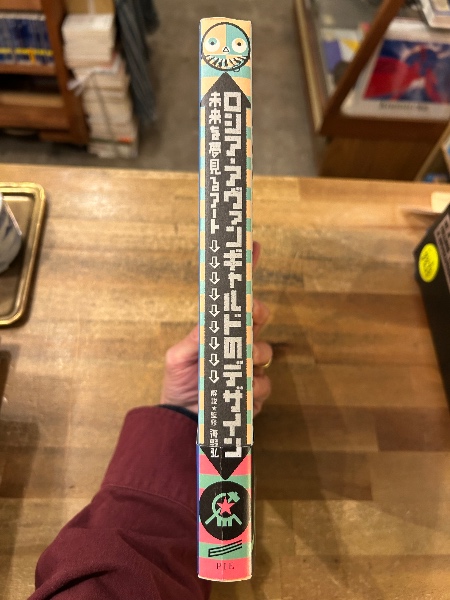 ロシア・アヴァンギャルドのデザイン
未来を夢見るアート⇩⇩⇩⇩⇩⇩⇩⇩⇩
解説★監修 海野弘
PIE